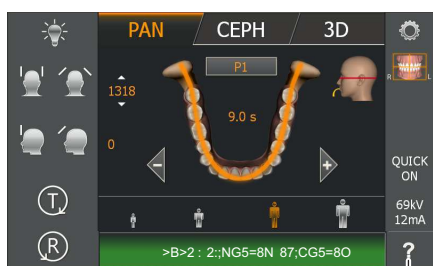 PAN CEPH 3D
P1
1318
R L
9.0 s
0
QUICK
ON
T
69kV
12mA
R
>B>2 : 2:;NG5=8N 87;CG5=8O
?